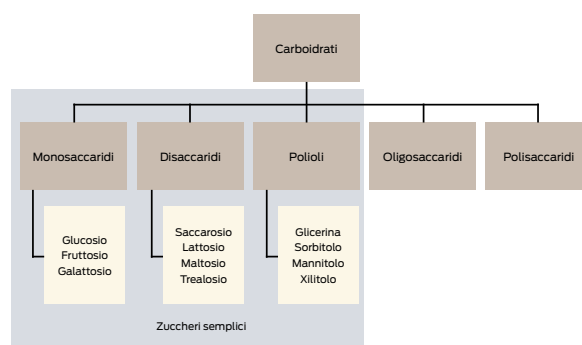 Carboidrati
Monosaccaridi
Disaccaridi
Polioli
Oligosaccaridi
Polisaccaridi
Glucosio
Fruttosio
Galattosio
Saccarosio
Lattosio
Maltosio
Trealosio
Glicerina
Sorbitolo
Mannitolo
Xilitolo
Zuccheri semplici